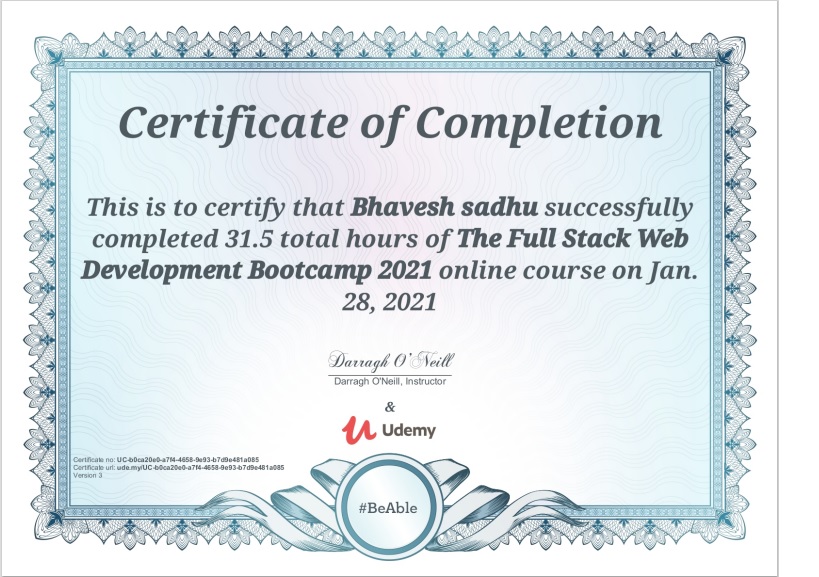 Certificate of Completion
This is to certify that Bhavesh sadhu successfully
completed 31.5 total hours of The Full Stack Web
Development Bootcamp 2021 online course on Jan.
28, 2021
Darragh O'Neill
Darragh O'Neill, Instructor
&
Udemy
Certificate no: UC-b0ca20e0-a7f4-4658-9e93-b7d9e481a085
Certificate url: ude.my/UC-b0ca20e0-a7f4-4658-9e93-b7d9e481a085
Version 3
#BeAble